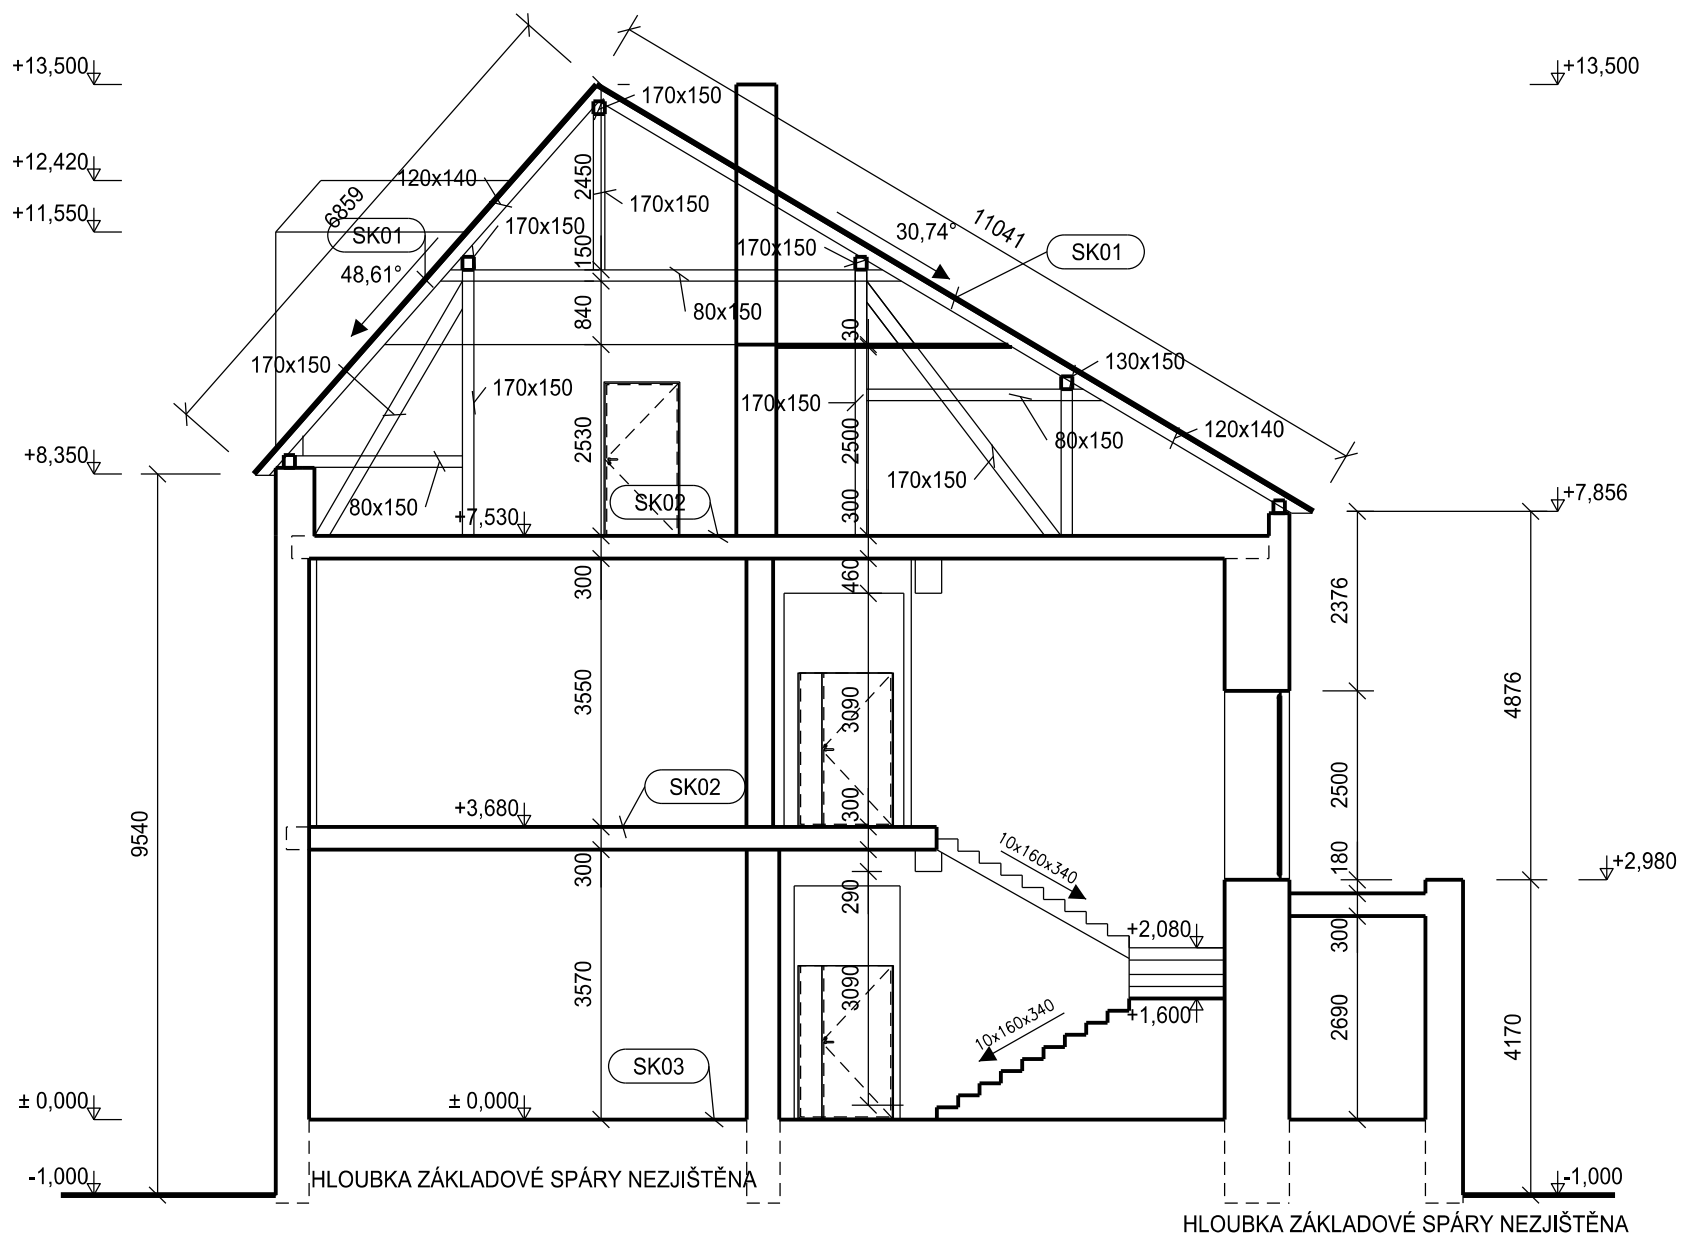 +13,500
+13,500
170x150
+12,420
120x140
2450
6859
170x150
11041
+11,550
SK01
170x150
30,74°
170x150
SK01
48,61°
150
840
80x150
30
170x150
170x150
130x150
170x150
2530
2500
120x140
80x150
+8,350
170x150
80x150
SK02
+7,530
300
+7,856
300
460
2376
3550
3090
4876
SK02
2500
+3,680
300
9540
10x160x340
180
+2,980
300
290
+2,080
300
3570
3090
10x160x340
+1,600
2690
4170
SK03
± 0,000
± 0,000
-1,000
HLOUBKA ZÁKLADOVÉ SPÁRY NEZJIŠTĚNA
-1,000
HLOUBKA ZÁKLADOVÉ SPÁRY NEZJIŠTĚNA